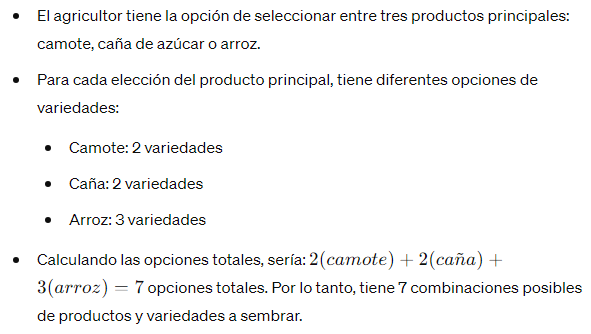 • El agricultor tiene la opción de seleccionar entre tres productos principales:
camote, caña de azúcar o arroz.
• Para cada elección del producto principal, tiene diferentes opciones de
variedades:
• Camote: 2 variedades
• Caña: 2 variedades
• Arroz: 3 variedades
• Calculando las opciones totales, sería: 2(camote) + 2(caña) +
3(arroz) = 7 opciones totales. Por lo tanto, tiene 7 combinaciones posibles
de productos y variedades a sembrar.